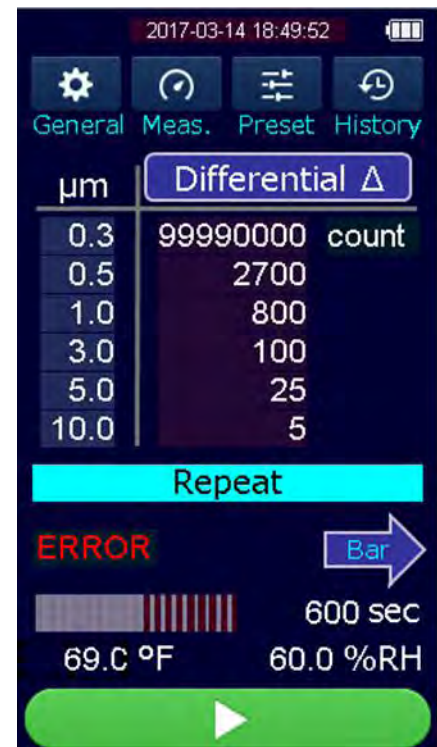 2017-03-14 18:49:52
General Meas. Preset History
µm Differential Δ
0.3 99990000 count
0.5 2700
1.0 800
3.0 100
5.0 25
10.0 5
Repeat
ERROR Bar
600 sec
69.0 ºF 60.0 %RH